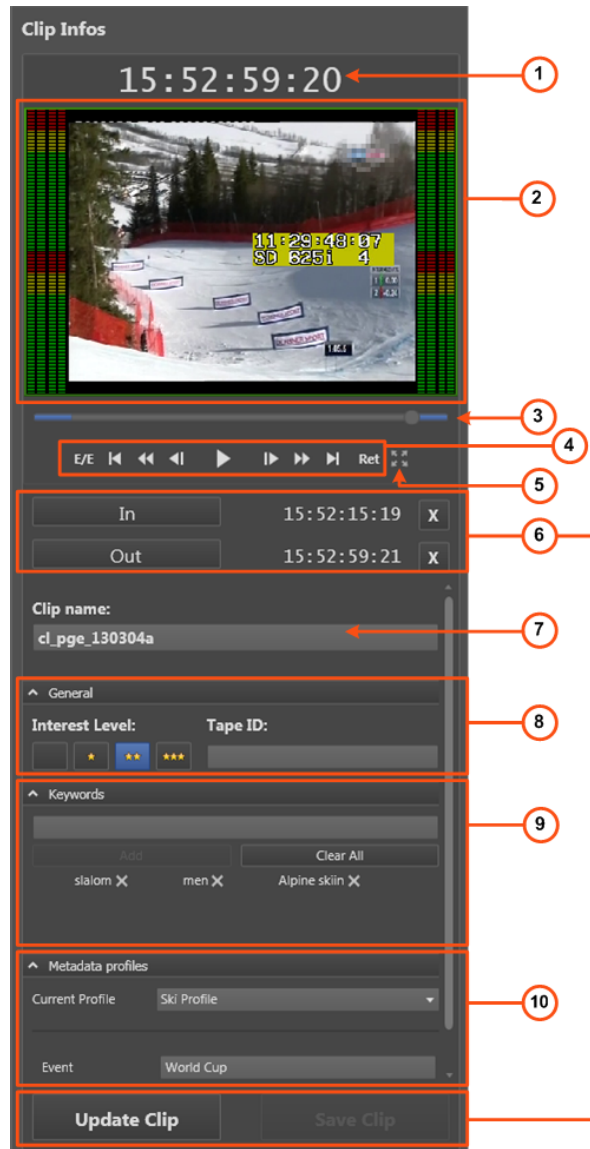 Clip Infos
15:52:59:20
1
2
11:29:48:07
SD 625i 4
3
4
E/E Ret
5
In 15:52:15:19 X
6
Out 15:52:59:21 X
Clip name:
7
cl_pge_130304a
General
8
Interest Level: Tape ID:
Keywords
9
Add Clear All
slalom men Alpine skiin
Metadata profiles
Current Profile Ski Profile
10
Event World Cup
Update Clip Save Clip